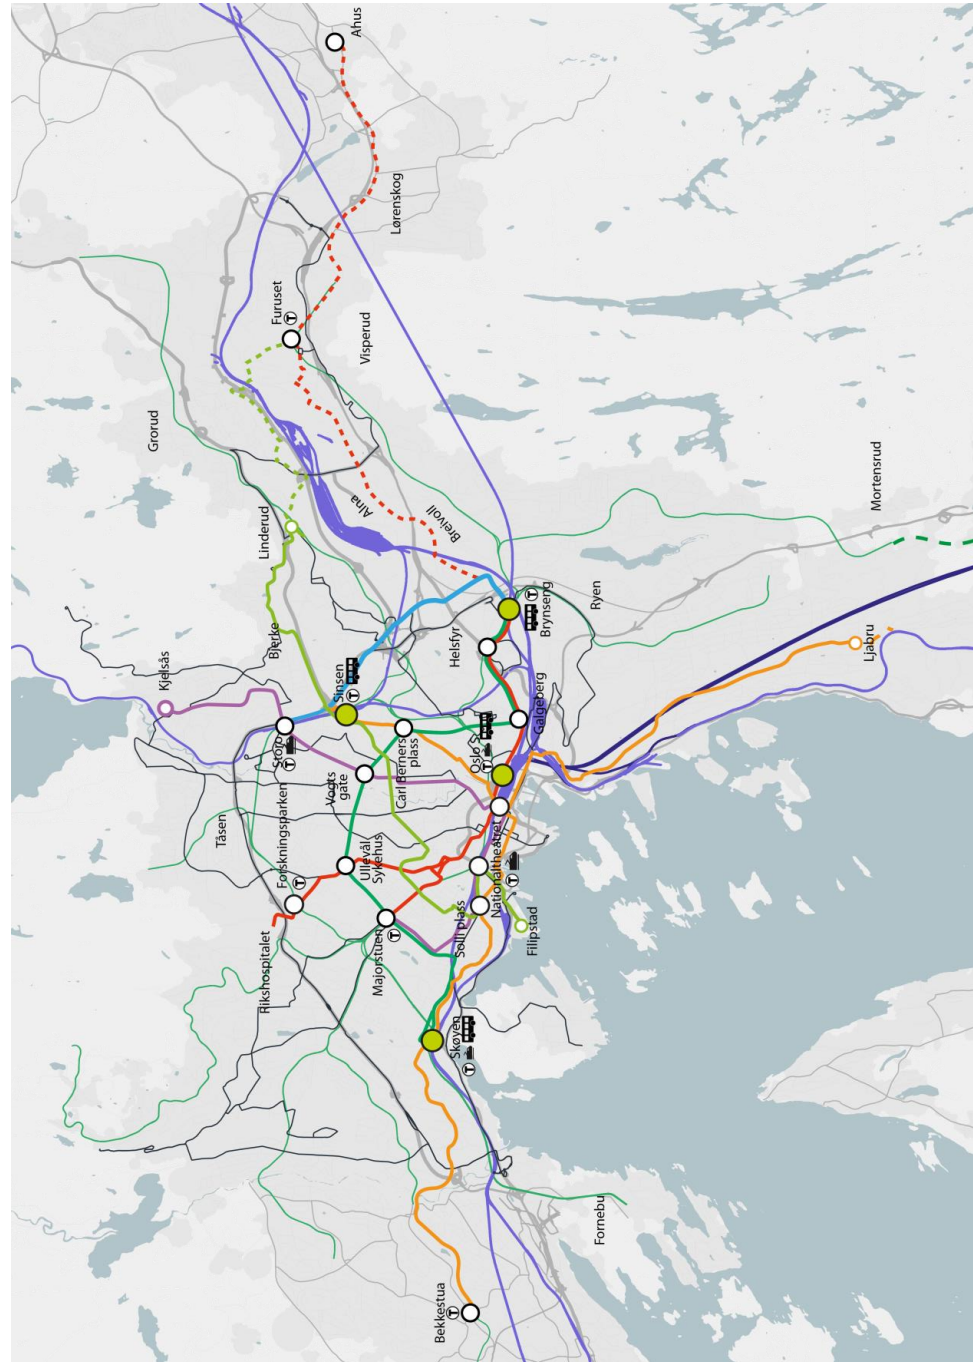 Ahus
Lørenskog
Furuset
T
Visperud
Grorud
Alna
Breivoll
Linderud
Mortensrud
Bjerke
Kjelsås
Sinsen
T
Helsfyr
Brynseng
T
Ryen
Ljabru
Storo
T
Tåsen
Vogts
gate
Carl Berners
plass
Oslo S
T
Galgeberg
Forskningsparken
T
Ullevål
Sykehus
Nationaltheatret
T
Rikshospitalet
Majorstuen
T
Solli plass
Filipstad
Skøyen
T
Fornebu
Bekkestua
T